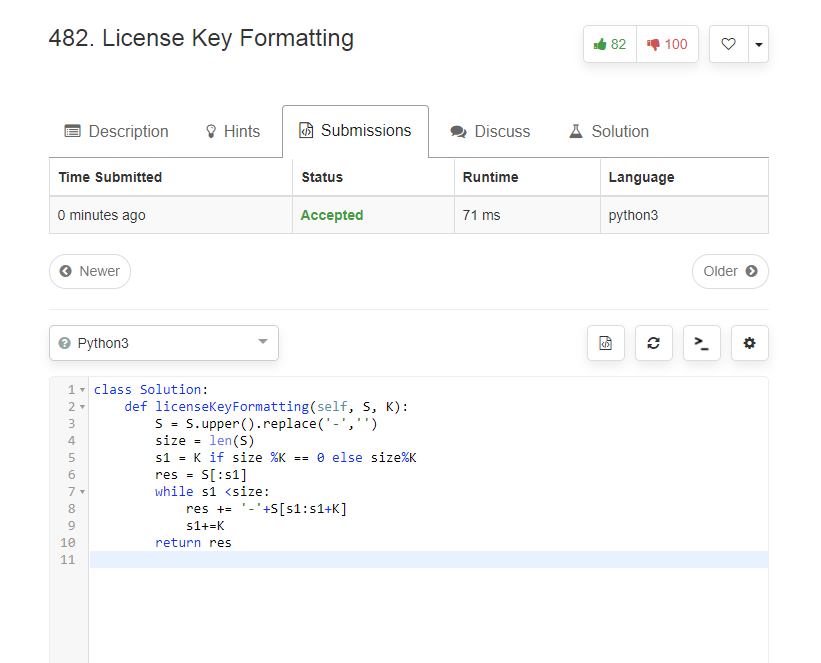 482. License Key Formatting
82
100
Description
Hints
Submissions
Discuss
Solution
Time Submitted Status Runtime Language
0 minutes ago Accepted 71 ms python3
Newer
Older
? Python3
>_
1 class Solution:
2     def licenseKeyFormatting(self, S, K):
3         S = S.upper().replace('-','')
4         size = len(S)
5         s1 = K if size %K == 0 else size%K
6         res = S[:s1]
7         while s1 <size:
8             res += '-'+S[s1:s1+K]
9             s1+=K
10         return res
11